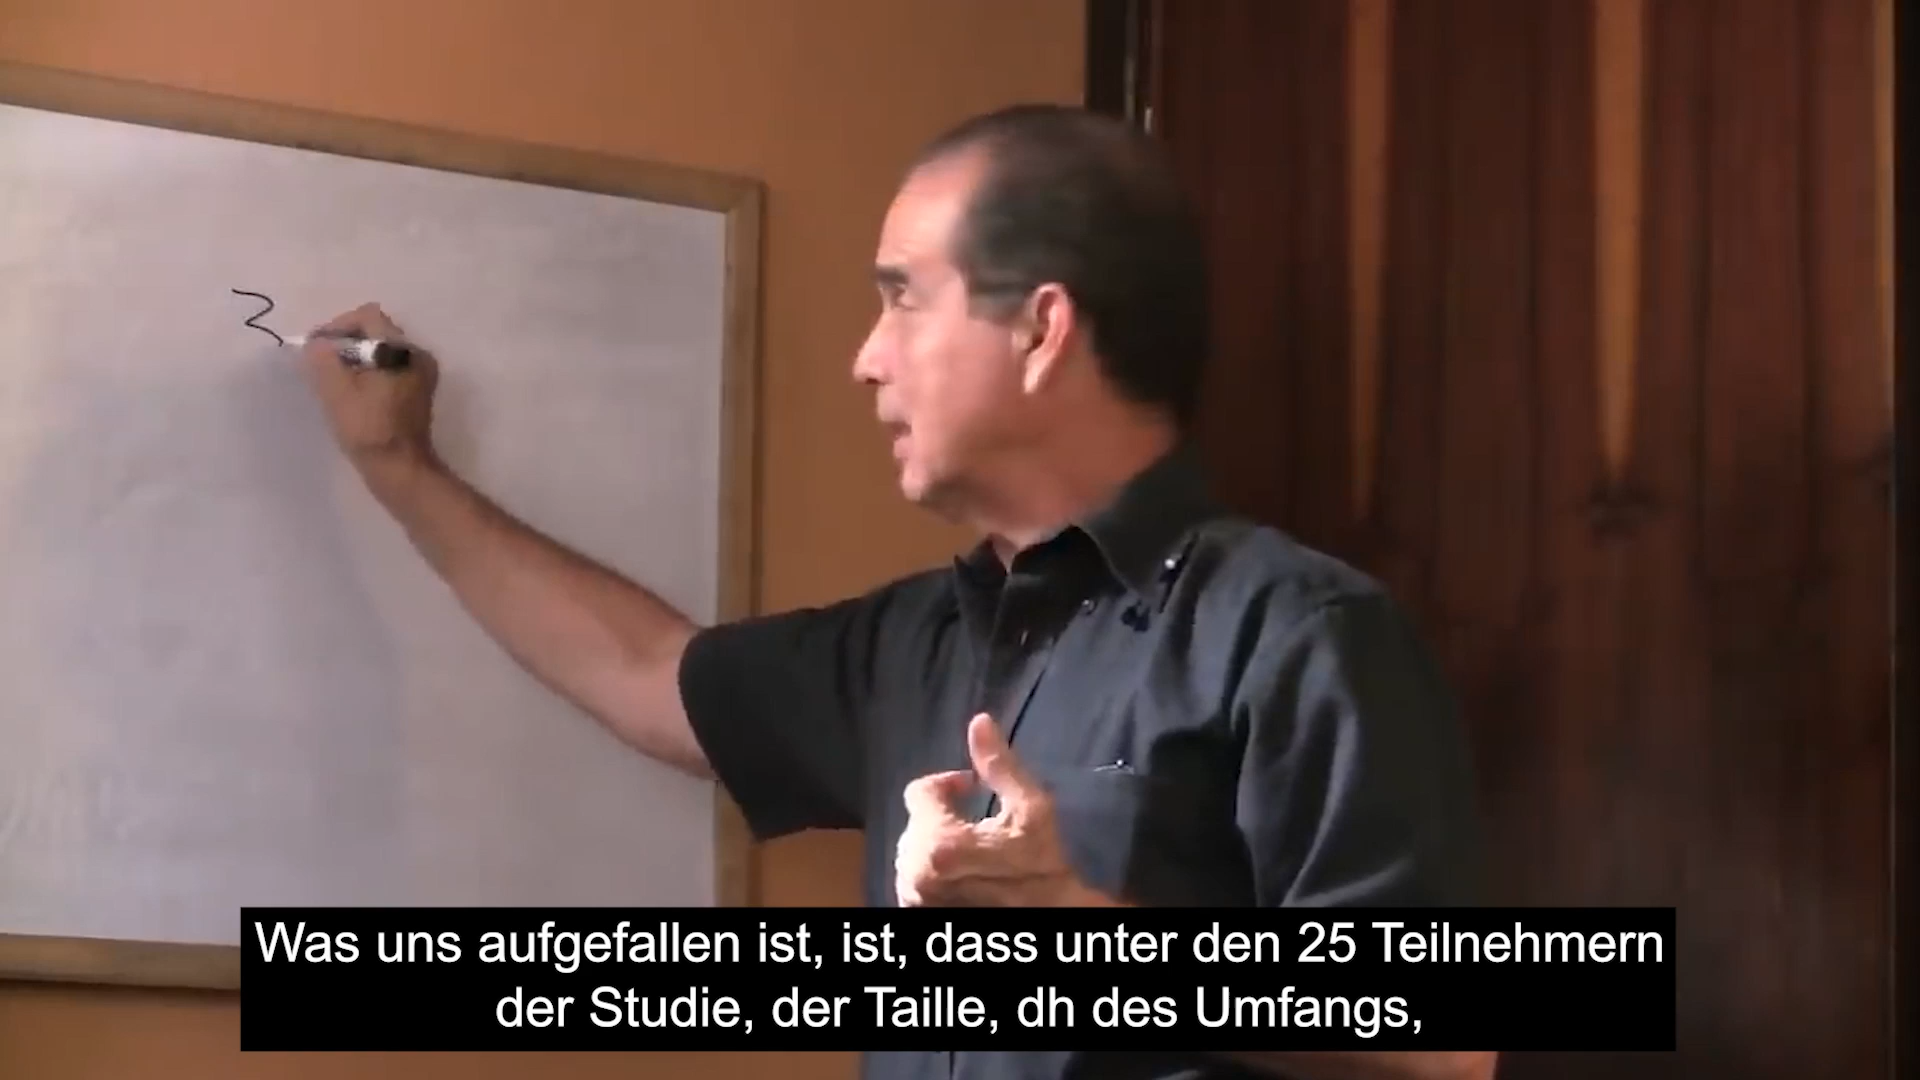 Was uns aufgefallen ist, ist, dass unter den 25 Teilnehmern
der Studie, der Taille, dh des Umfangs,